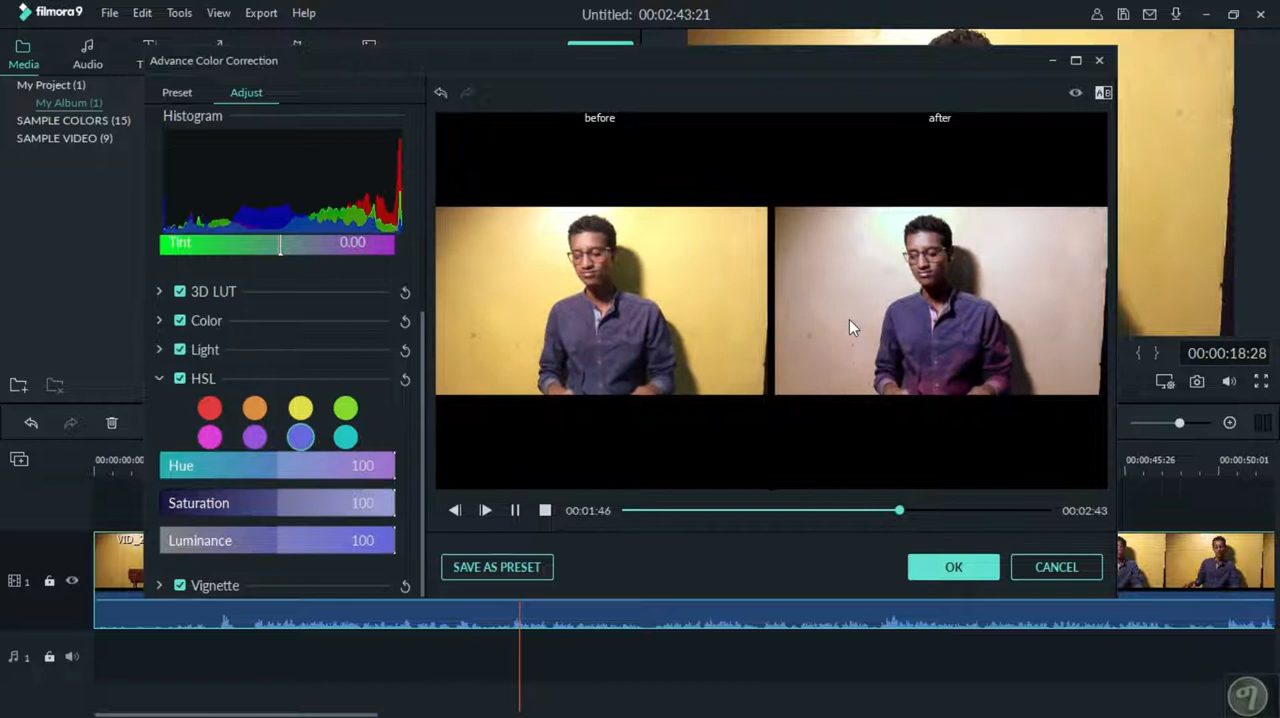 filmora9 File Edit Tools View Export Help Untitled: 00:02:43:21
Media Audio T
Advance Color Correction
My Project (1)
My Album (1)
SAMPLE COLORS (15)
SAMPLE VIDEO (9)
Preset Adjust
Histogram
Tint 0.00
3D LUT
Color
Light
HSL
Hue 100
Saturation 100
Luminance 100
Vignette
before after
00:01:46 00:02:43
SAVE AS PRESET OK CANCEL
00:00:18:28
00:00:00:00 00:00:45:26 00:00:50:01
VID_2
1
1